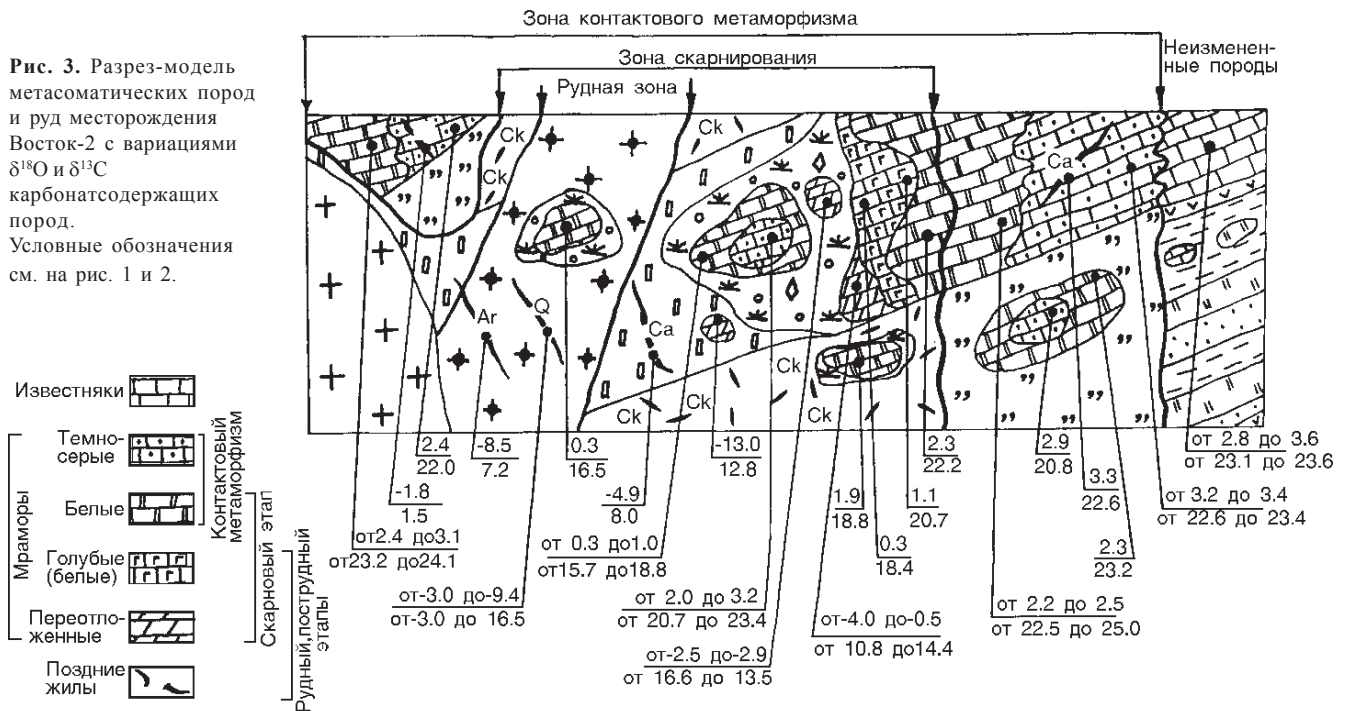 Зона контактового метаморфизма
Рис. 3. Разрез-модель
метасоматических пород
и руд месторождения
Восток-2 с вариациями
δ¹⁸O и δ¹³C
карбонатсодержащих
пород.
Условные обозначения
см. на рис. 1 и 2.
Зона скарнирования
Неизменен-
ные породы
Рудная зона
Ck
Ck
Ck
Ca
Ar
Q
Ca
Ck
Ck
Ck
Ck
Известняки
Темно-
серые
Белые
Голубые
(белые)
Переотло-
женные
Поздние
жилы
Мраморы
Контактовый
метаморфизм
Скарновый этап
Рудный,пострудный
этапы
2.4
22.0
-8.5
7.2
0.3
16.5
-13.0
12.8
2.3
22.2
2.9
20.8
от 2.8 до 3.6
от 23.1 до 23.6
-1.8
1.5
-4.9
8.0
1.9
18.8
1.1
20.7
3.3
22.6
от 3.2 до 3.4
от 22.6 до 23.4
от2.4 до3.1
от23.2 до24.1
от 0.3 до1.0
от15.7 до18.8
0.3
18.4
2.3
23.2
от-3.0 до-9.4
от-3.0 до 16.5
от 2.0 до 3.2
от 20.7 до 23.4
от-4.0 до-0.5
от 10.8 до14.4
от 2.2 до 2.5
от 22.5 до 25.0
от-2.5 до-2.9
от 16.6 до 13.5